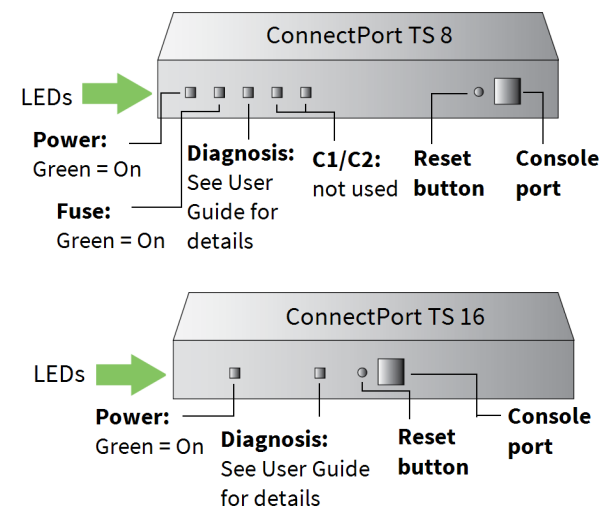 ConnectPort TS 8
LEDs
Power:
Green = On
Fuse:
Green = On
Diagnosis:
See User
Guide for
details
C1/C2:
not used
Reset
button
Console
port
ConnectPort TS 16
LEDs
Power:
Green = On
Diagnosis:
See User Guide
for details
Reset
button
Console
port